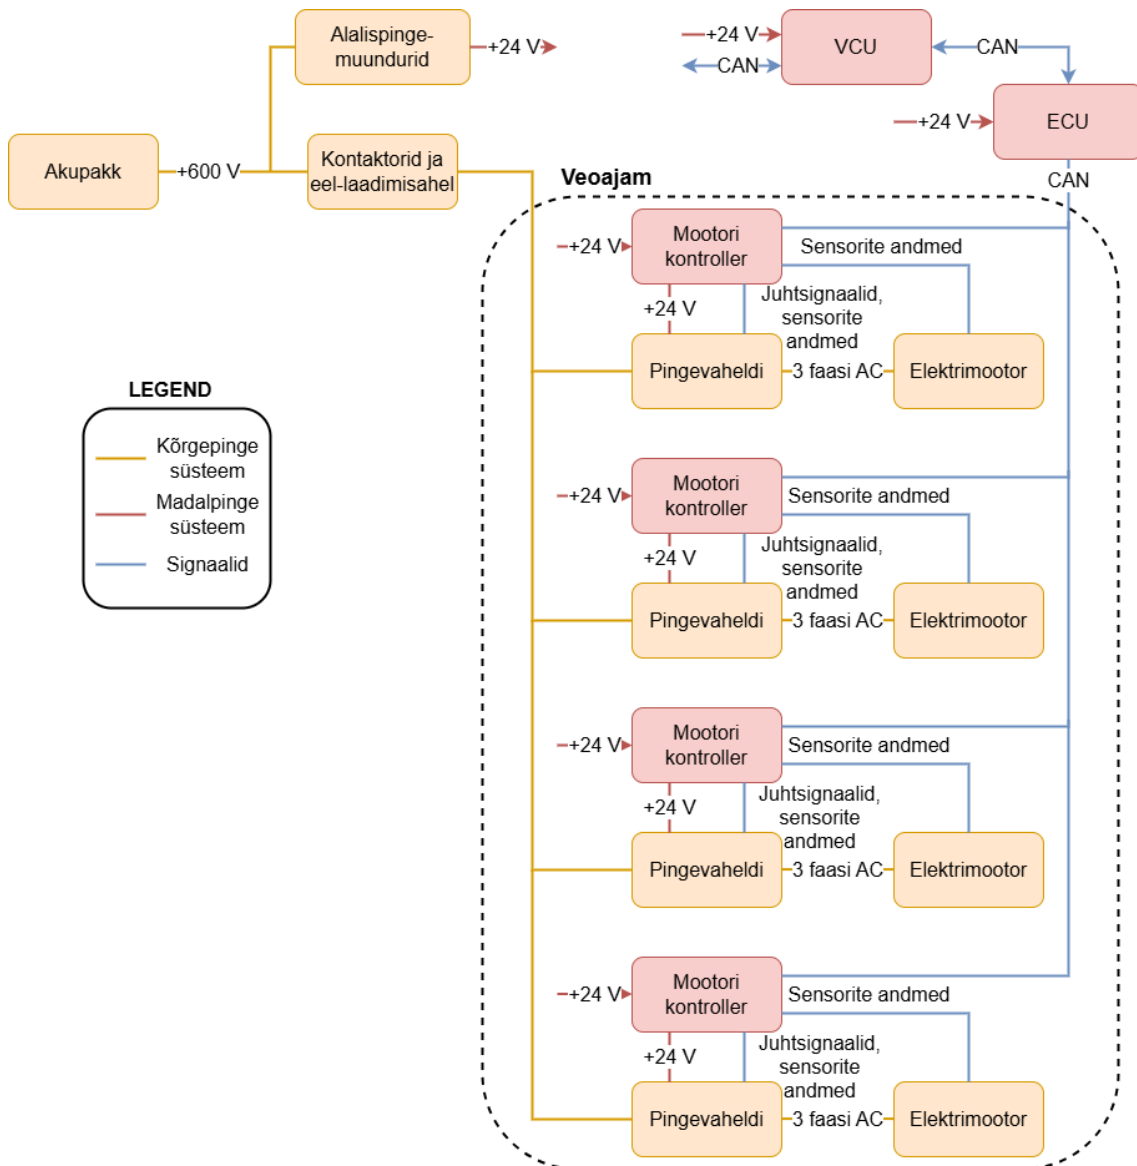 Alalispinge-
muundurid
+24 V
+24 V
VCU
CAN
CAN
+24 V
ECU
Akupakk
+600 V
Kontaktorid ja
eel-laadimisahel
CAN
Veoajam
+24 V
Mootori
kontroller
Sensorite andmed
+24 V
Juhtsignaalid,
sensorite
andmed
Pingevaheldi
3 faasi AC
Elektrimootor
LEGEND
Kõrgepinge
süsteem
Madalpinge
süsteem
Signaalid
+24 V
Mootori
kontroller
Sensorite andmed
+24 V
Juhtsignaalid,
sensorite
andmed
Pingevaheldi
3 faasi AC
Elektrimootor
+24 V
Mootori
kontroller
Sensorite andmed
+24 V
Juhtsignaalid,
sensorite
andmed
Pingevaheldi
3 faasi AC
Elektrimootor
+24 V
Mootori
kontroller
Sensorite andmed
+24 V
Juhtsignaalid,
sensorite
andmed
Pingevaheldi
3 faasi AC
Elektrimootor